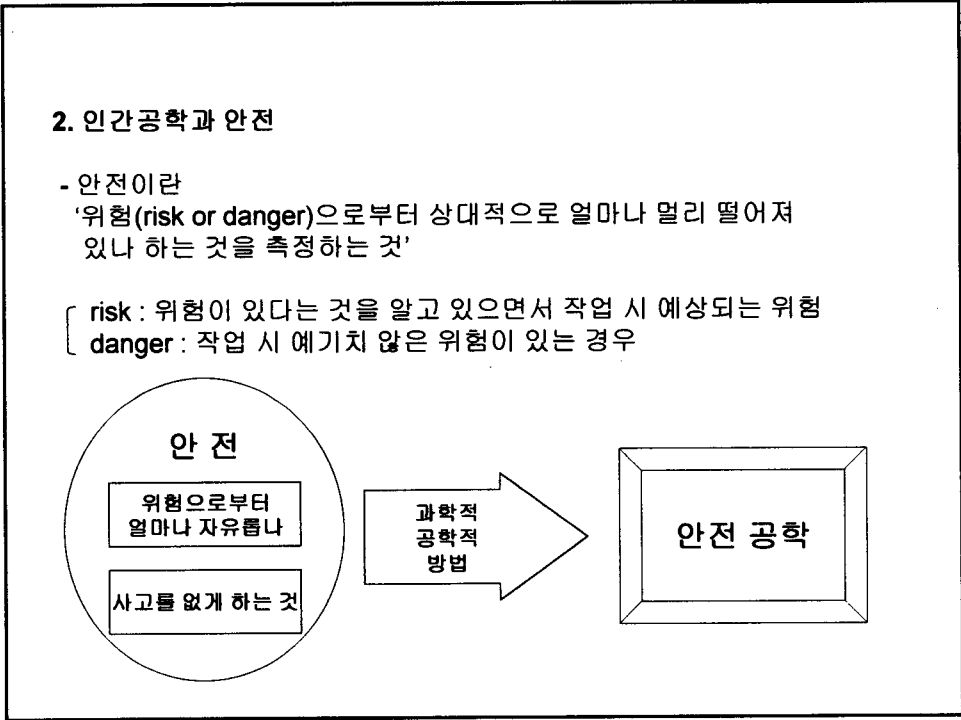 2. 인간공학과 안전
- 안전이란
'위험(risk or danger)으로부터 상대적으로 얼마나 멀리 떨어져
있나 하는 것을 측정하는 것'
risk : 위험이 있다는 것을 알고 있으면서 작업 시 예상되는 위험
danger : 작업 시 예기치 않은 위험이 있는 경우
안 전
위험으로부터
얼마나 자유롭나
사고를 없게 하는 것
과학적
공학적
방법
안전 공학